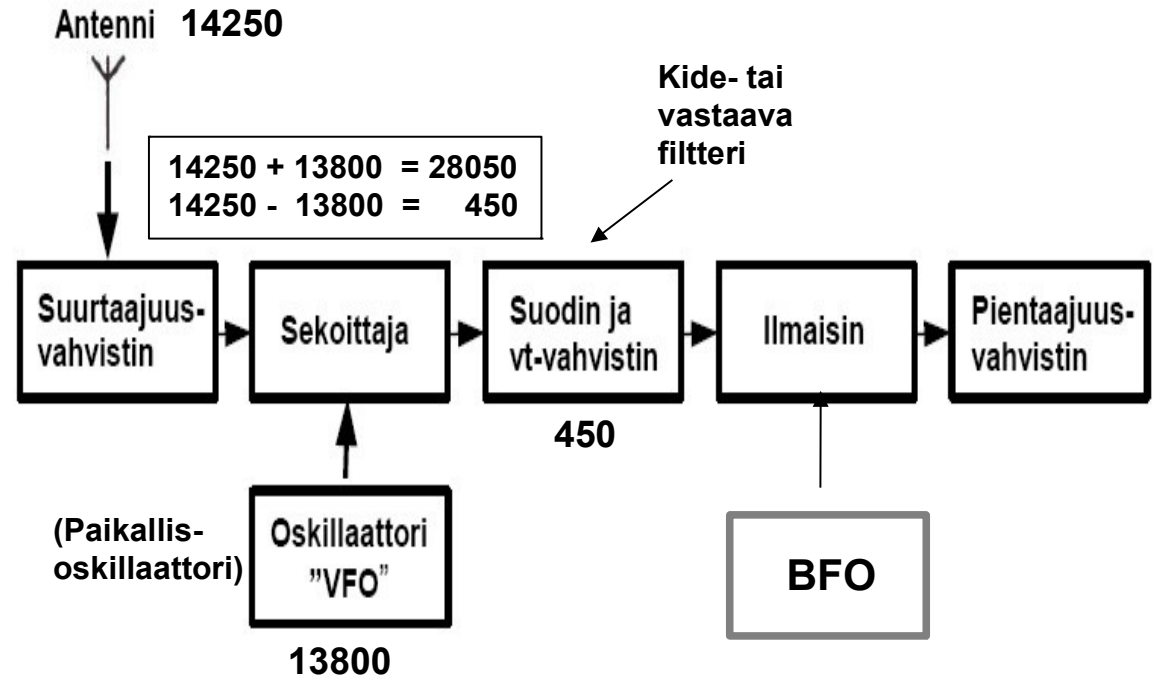 Antenni 14250
Kide- tai
vastaava
filtteri
14250 + 13800 = 28050
14250 - 13800 = 450
Suurtaajuus-
vahvistin
Sekoittaja
Suodin ja
vt-vahvistin
Ilmaisin
Pientaajuus-
vahvistin
450
(Paikallis-
oskillaattori)
Oskillaattori
"VFO"
BFO
13800